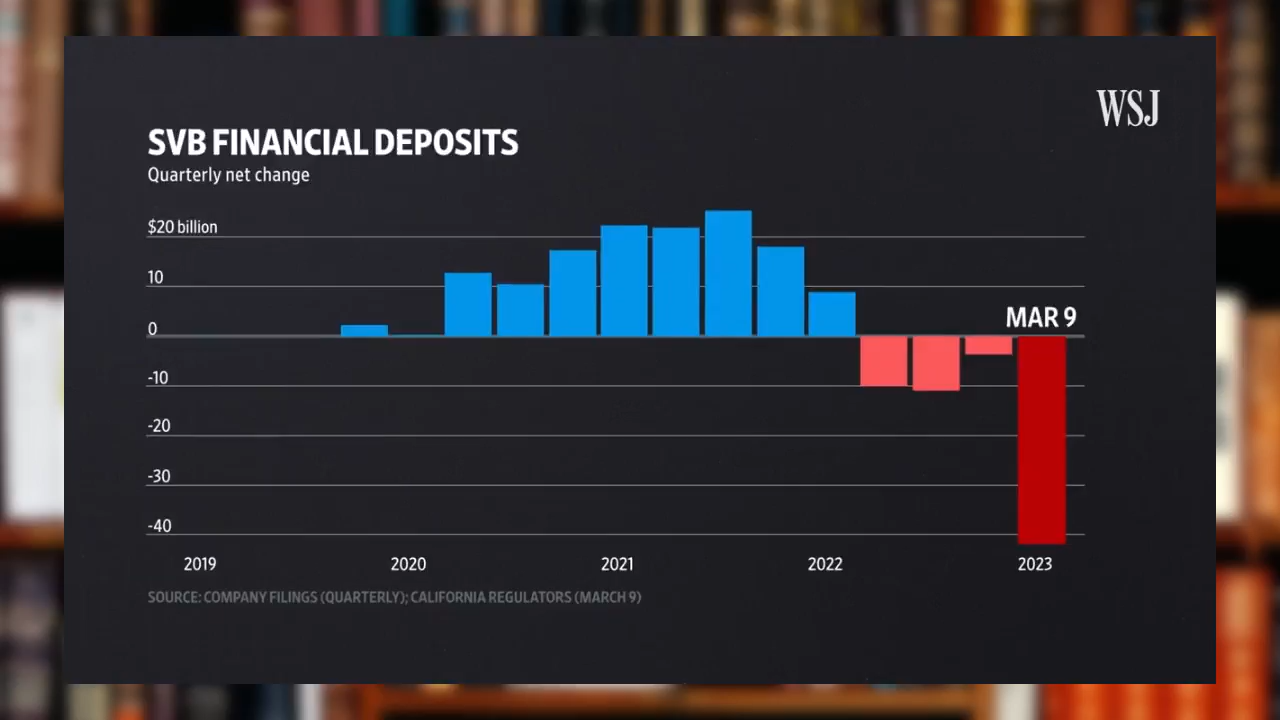 WSJ
SVB FINANCIAL DEPOSITS
Quarterly net change
$20 billion
10
0
MAR 9
-10
-20
-30
-40
2019 2020 2021 2022 2023
SOURCE: COMPANY FILINGS (QUARTERLY); CALIFORNIA REGULATORS (MARCH 9)